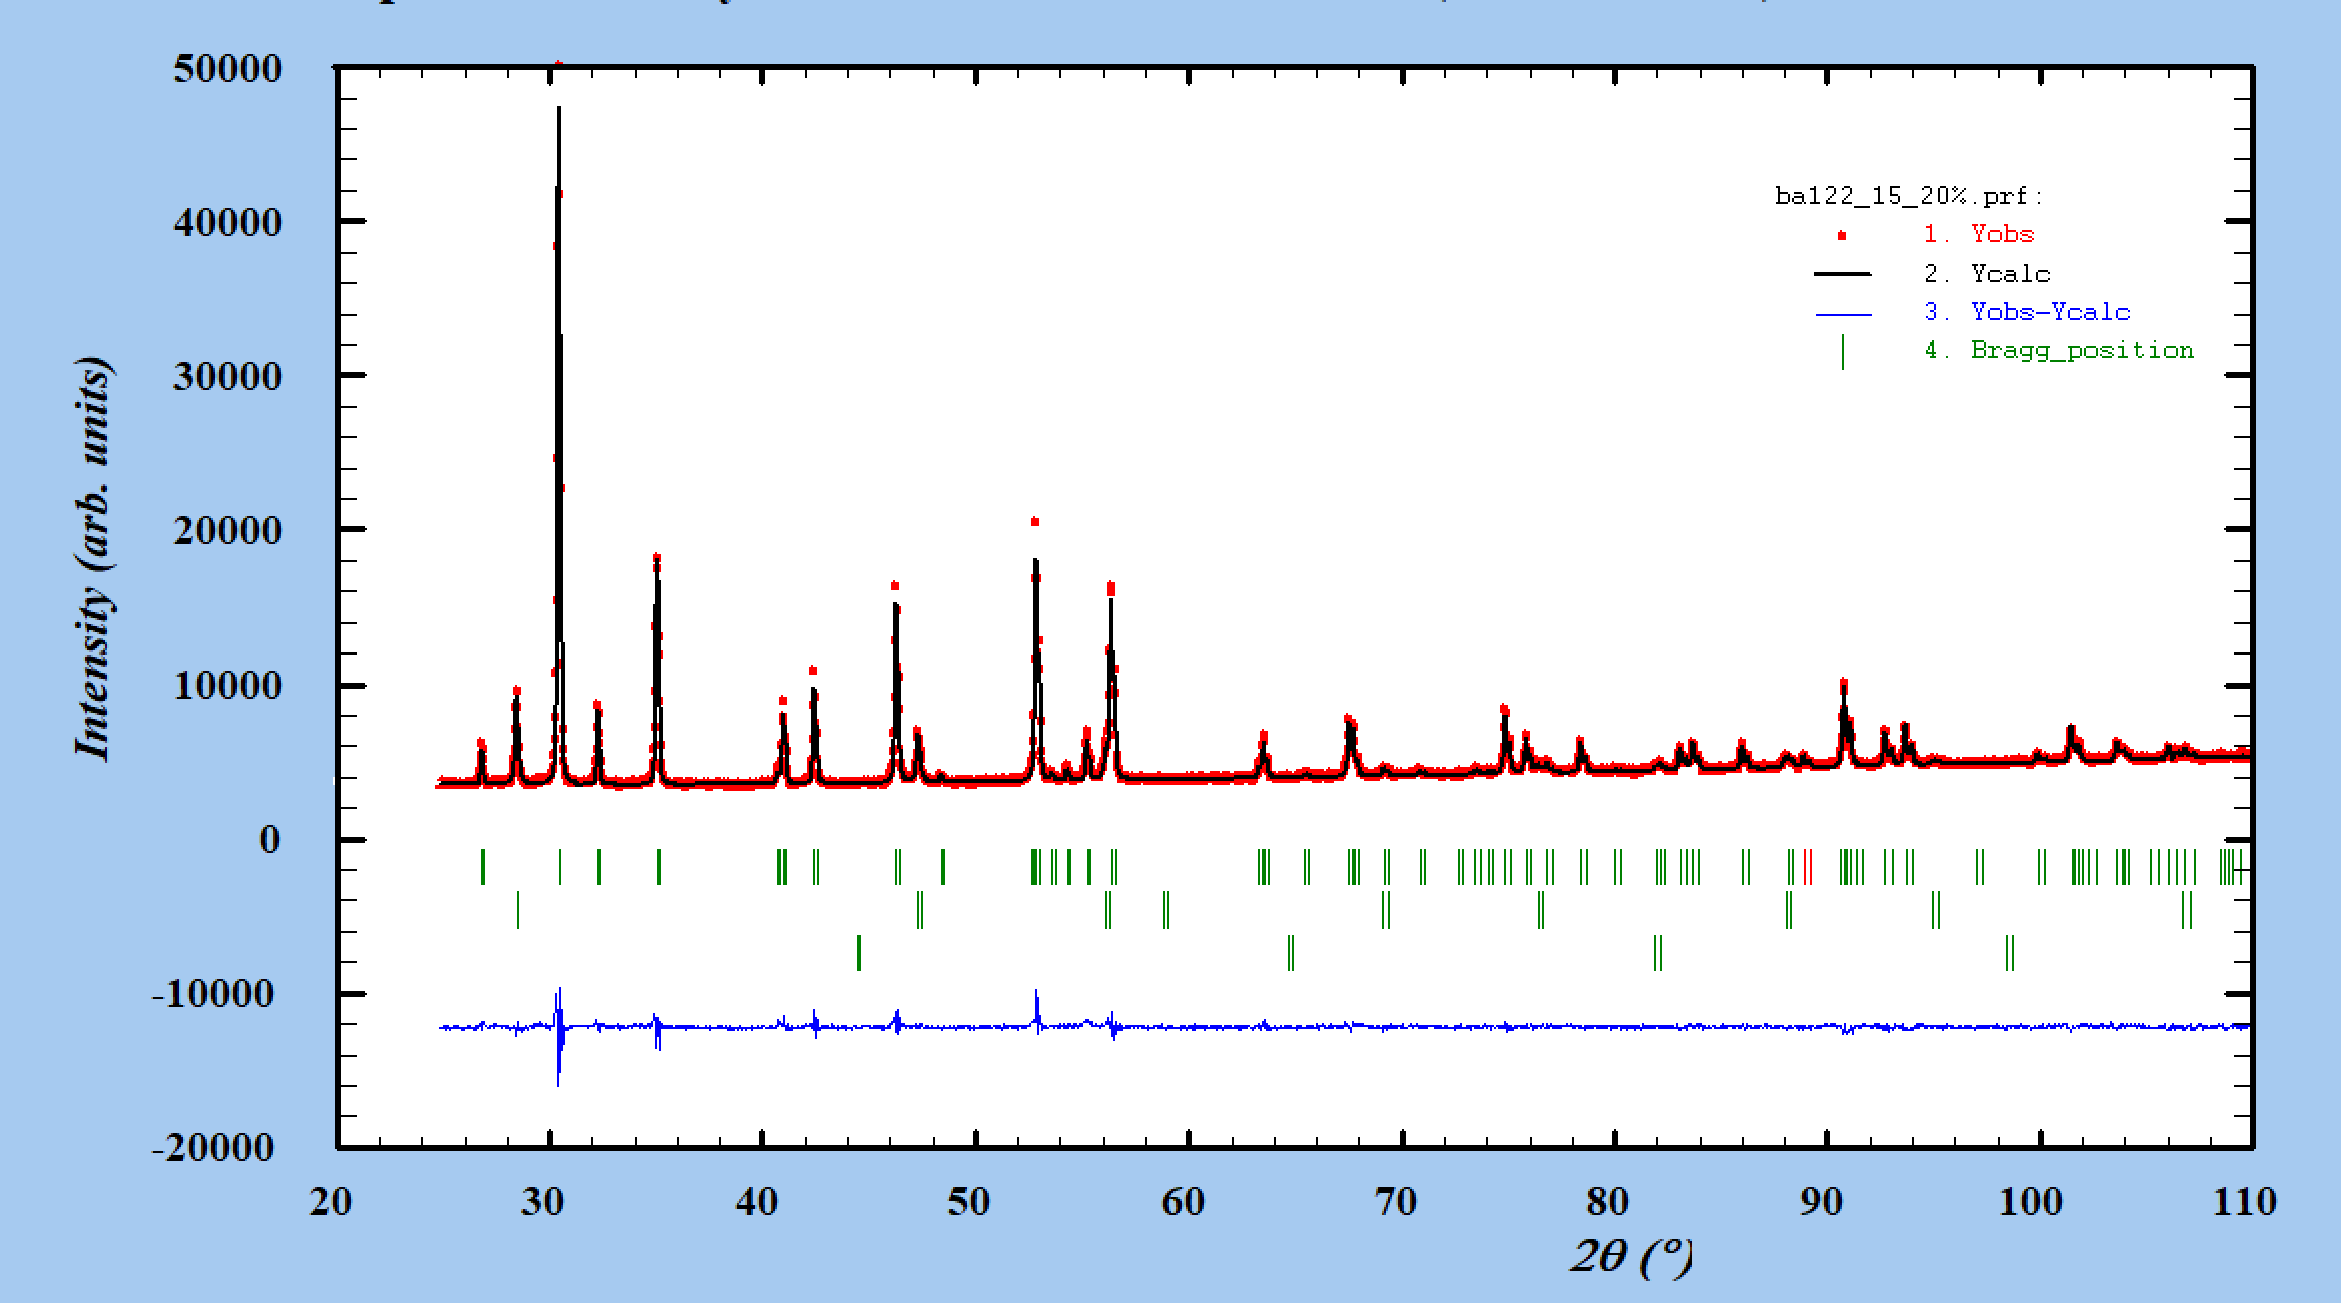 50000
40000
30000
20000
10000
0
-10000
-20000
Intensity (arb. units)
ba122_15_20%.prf:
1. Yobs
2. Ycalc
3. Yobs-Ycalc
4. Bragg_position
20 30 40 50 60 70 80 90 100 110
2θ (°)